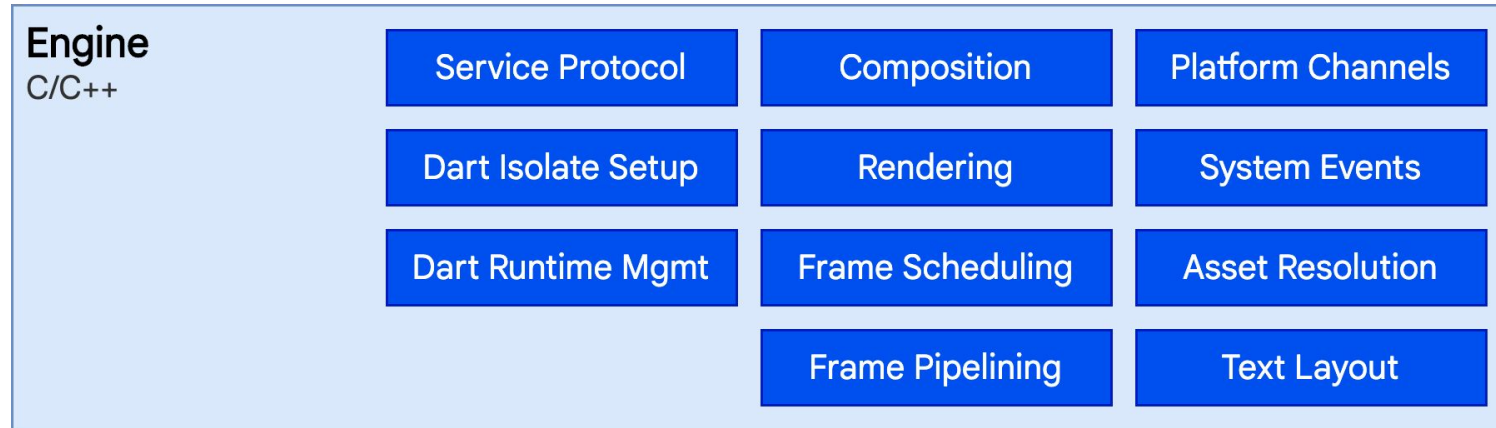 Engine
C/C++
Service Protocol
Composition
Platform Channels
Dart Isolate Setup
Rendering
System Events
Dart Runtime Mgmt
Frame Scheduling
Asset Resolution
Frame Pipelining
Text Layout